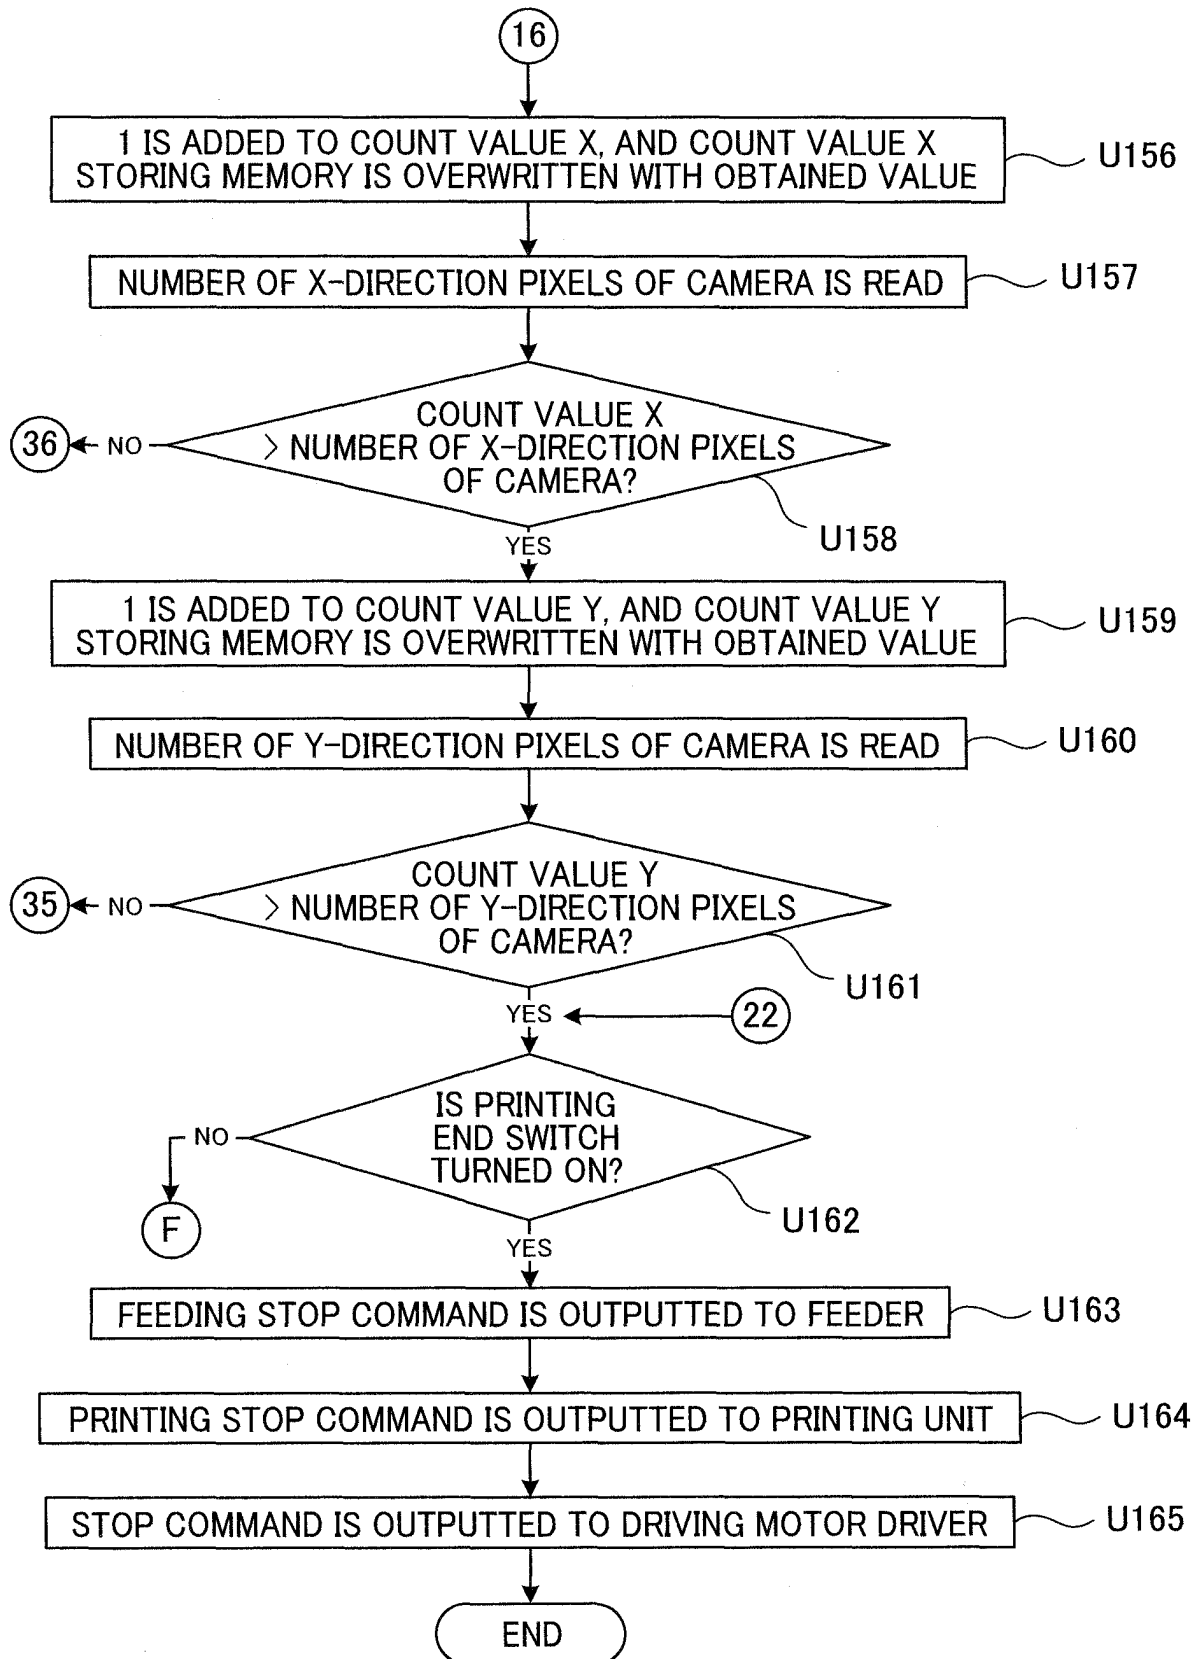 16
1 IS ADDED TO COUNT VALUE X, AND COUNT VALUE X
STORING MEMORY IS OVERWRITTEN WITH OBTAINED VALUE
U156
NUMBER OF X-DIRECTION PIXELS OF CAMERA IS READ
U157
COUNT VALUE X
> NUMBER OF X-DIRECTION PIXELS
OF CAMERA?
36
NO
U158
YES
1 IS ADDED TO COUNT VALUE Y, AND COUNT VALUE Y
STORING MEMORY IS OVERWRITTEN WITH OBTAINED VALUE
U159
NUMBER OF Y-DIRECTION PIXELS OF CAMERA IS READ
U160
COUNT VALUE Y
> NUMBER OF Y-DIRECTION PIXELS
OF CAMERA?
35
NO
U161
YES
22
IS PRINTING
END SWITCH
TURNED ON?
NO
F
U162
YES
FEEDING STOP COMMAND IS OUTPUTTED TO FEEDER
U163
PRINTING STOP COMMAND IS OUTPUTTED TO PRINTING UNIT
U164
STOP COMMAND IS OUTPUTTED TO DRIVING MOTOR DRIVER
U165
END